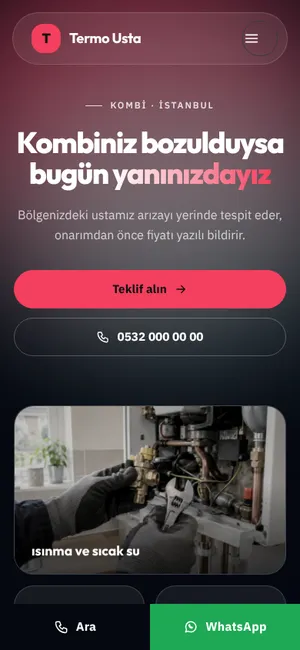 T Termo Usta
KOMBİ · İSTANBUL
Kombiniz bozulduysa
bugün yanınızdayız
Bölgenizdeki ustamız arızayı yerinde tespit eder,
onarımdan önce fiyatı yazılı bildirir.
Teklif alın →
0532 000 00 00
ısınma ve sıcak su
Ara
WhatsApp